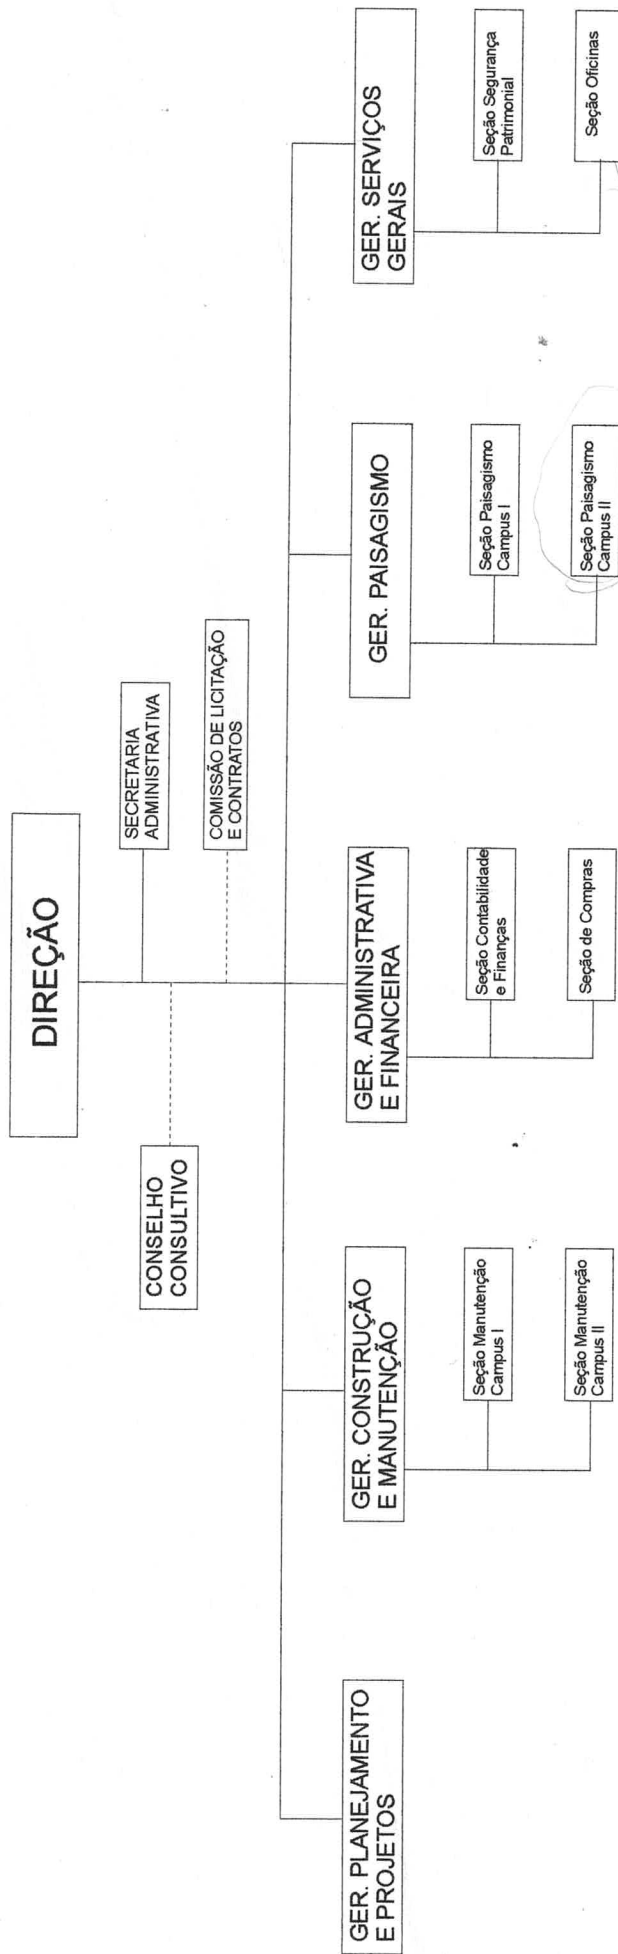 DIREÇÃO
SECRETARIA
ADMINISTRATIVA
CONSELHO
CONSULTIVO
COMISSÃO DE LICITAÇÃO
E CONTRATOS
GER. PLANEJAMENTO
E PROJETOS
GER. CONSTRUÇÃO
E MANUTENÇÃO
Seção Manutenção
Campus I
Seção Manutenção
Campus II
GER. ADMINISTRATIVA
E FINANCEIRA
Seção Contabilidade
e Finanças
Seção de Compras
GER. PAISAGISMO
Seção Paisagismo
Campus I
Seção Paisagismo
Campus II
GER. SERVIÇOS
GERAIS
Seção Segurança
Patrimonial
Seção Oficinas